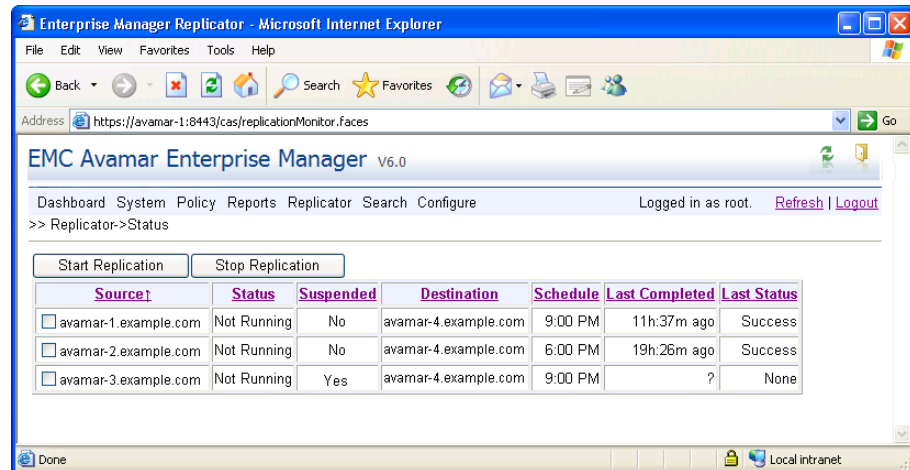 Enterprise Manager Replicator - Microsoft Internet Explorer
File Edit View Favorites Tools Help
Back Search Favorites
Address https://avamar-1:8443/cas/replicationMonitor.faces Go
EMC Avamar Enterprise Manager V6.0
Dashboard System Policy Reports Replicator Search Configure Logged in as root. Refresh | Logout
>> Replicator->Status
Start Replication Stop Replication
Source↑ Status Suspended Destination Schedule Last Completed Last Status
avamar-1.example.com Not Running No avamar-4.example.com 9:00 PM 11h:37m ago Success
avamar-2.example.com Not Running No avamar-4.example.com 6:00 PM 19h:26m ago Success
avamar-3.example.com Not Running Yes avamar-4.example.com 9:00 PM ? None
Done Local intranet